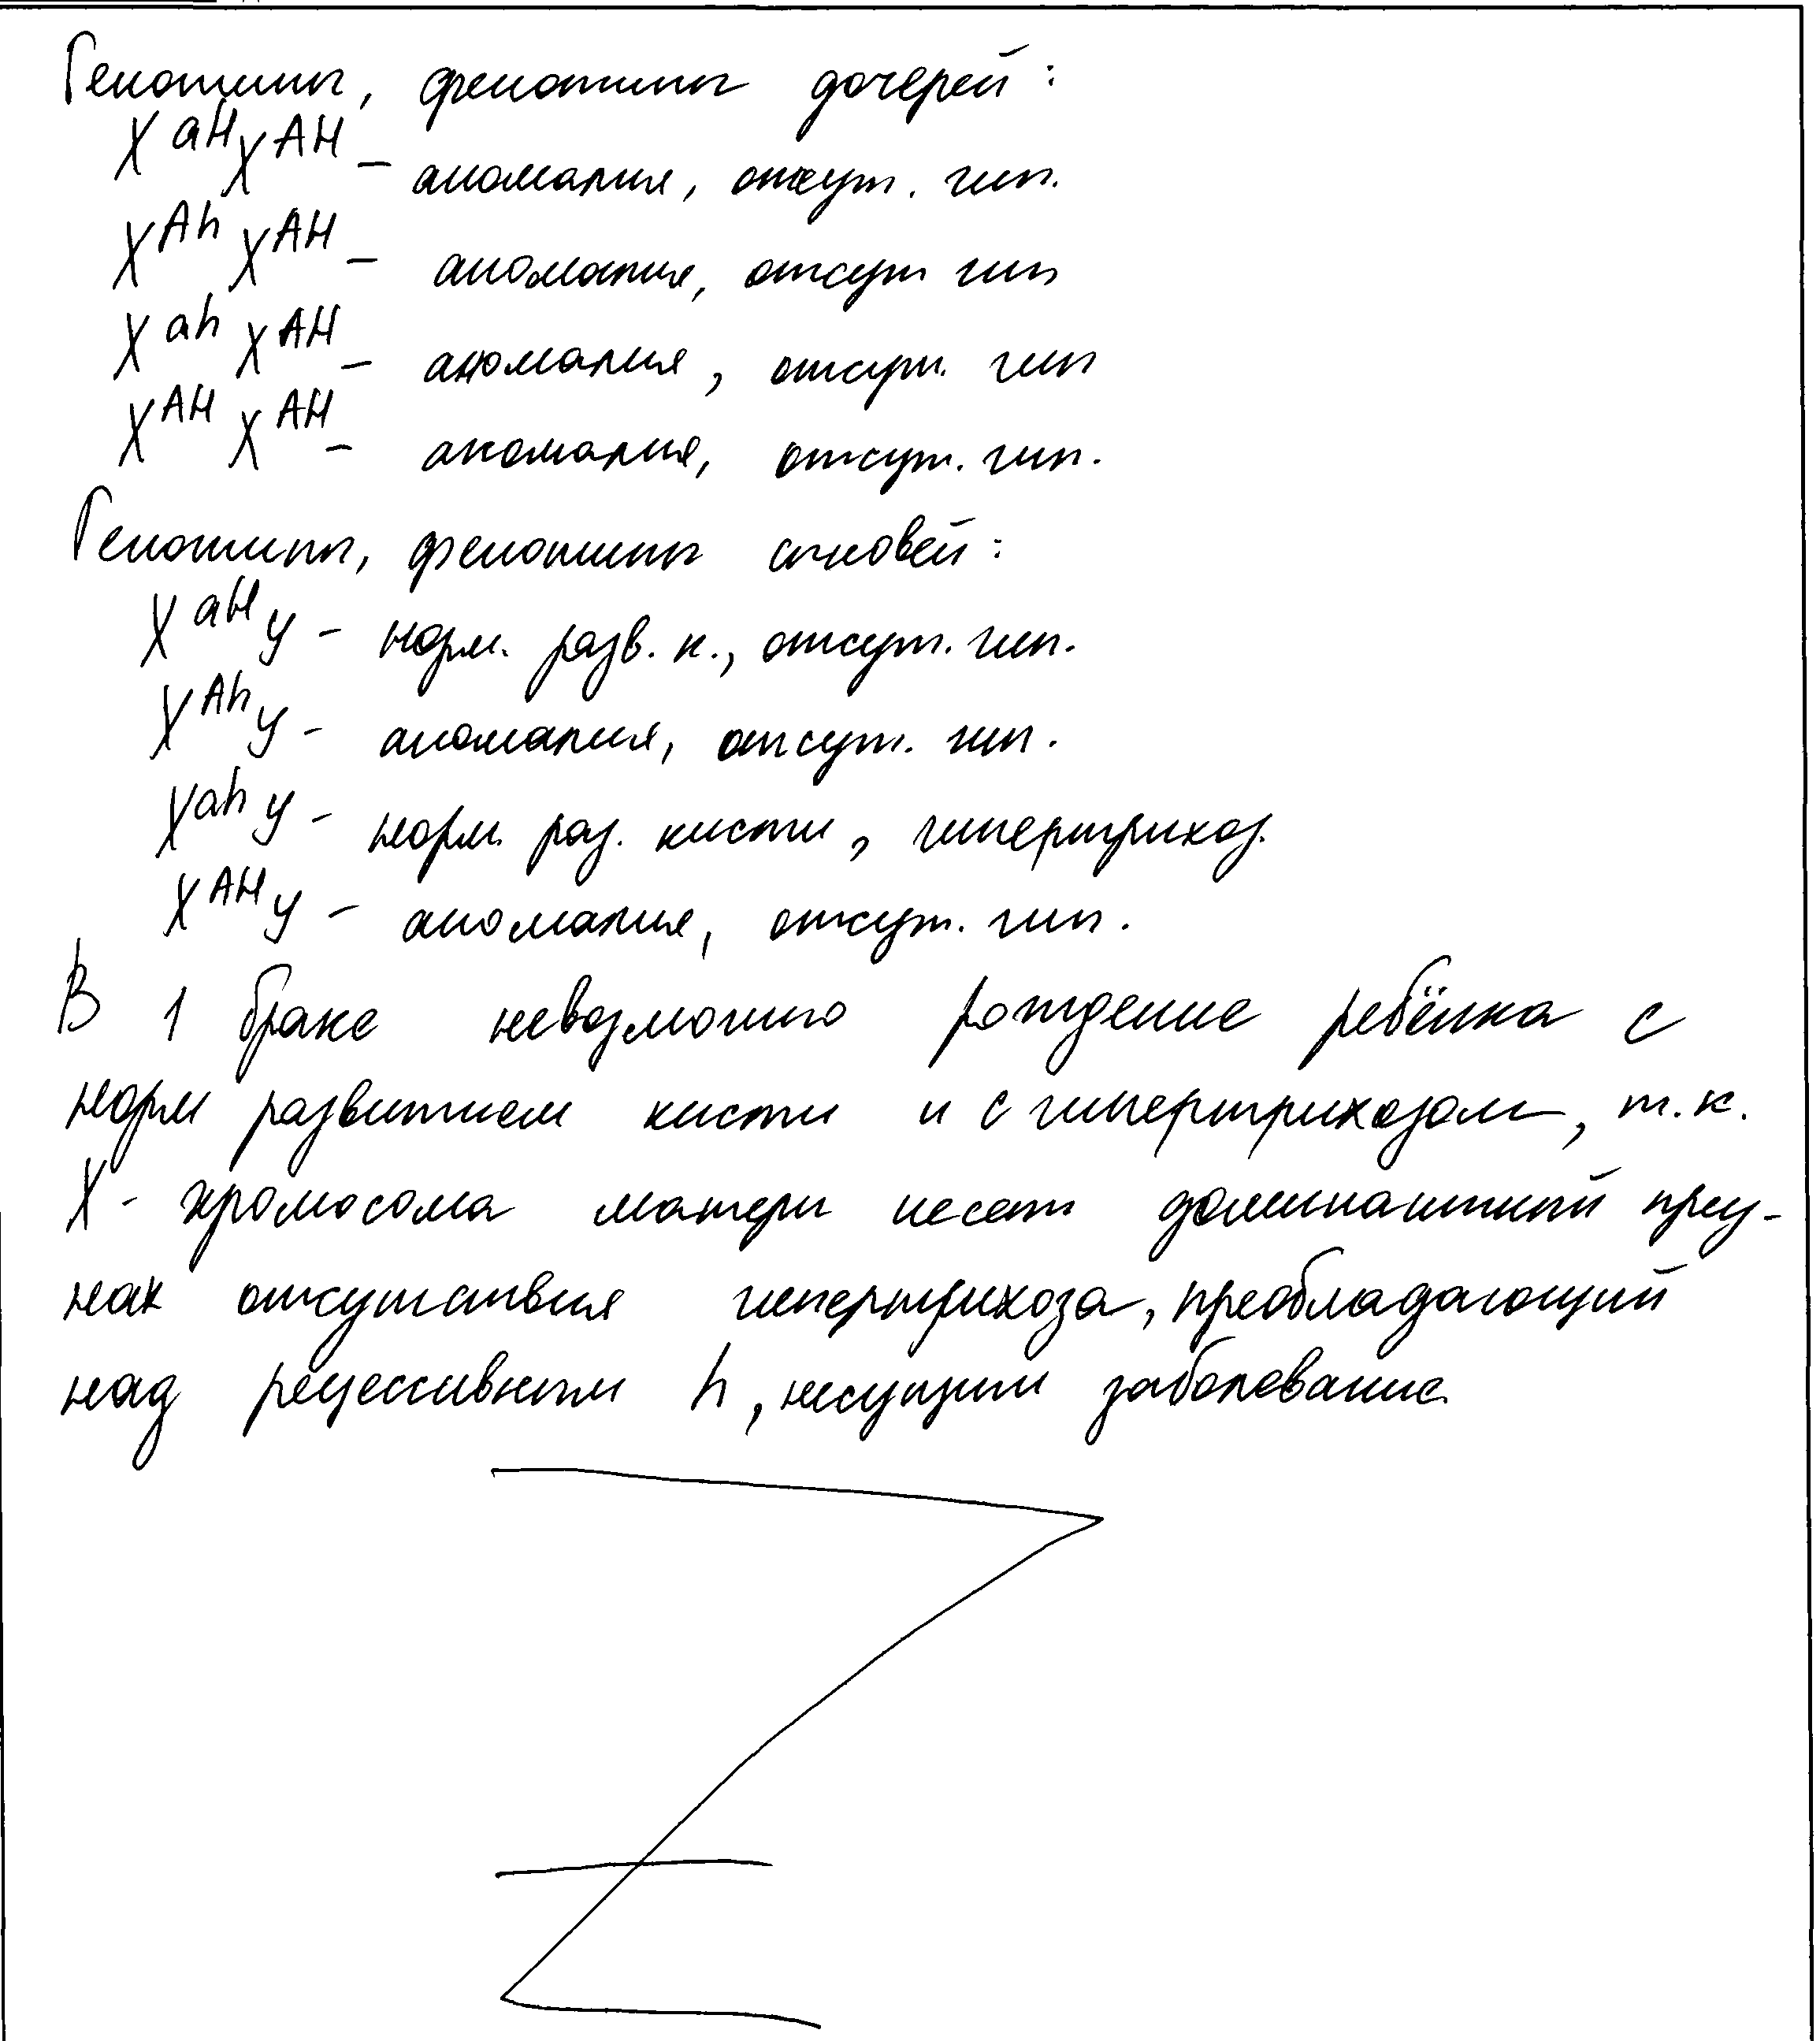 Генотипы, фенотипы дочерей:
X^aH X^AH – аномалия, отсут. гип.
X^Ah X^AH – аномалия, отсут гип
X^ah X^AH – аномалия, отсут. гип
X^AH X^AH – аномалия, отсут. гип.
Генотипы, фенотипы сыновей:
X^aH y – норм. разв. к., отсут. гип.
X^Ah y – аномалия, отсут. гип.
X^ah y – норм. раз. кисти, гипертрихоз.
X^AH y – аномалия, отсут. гип.
В 1 браке невозможно рождение ребёнка с
норм развитием кисти и с гипертрихозом, т.к.
X - хромосома матери несет доминантный приз-
нак отсутствия гипертрихоза, преобладающий
над рецессивным h, несущим заболевание.